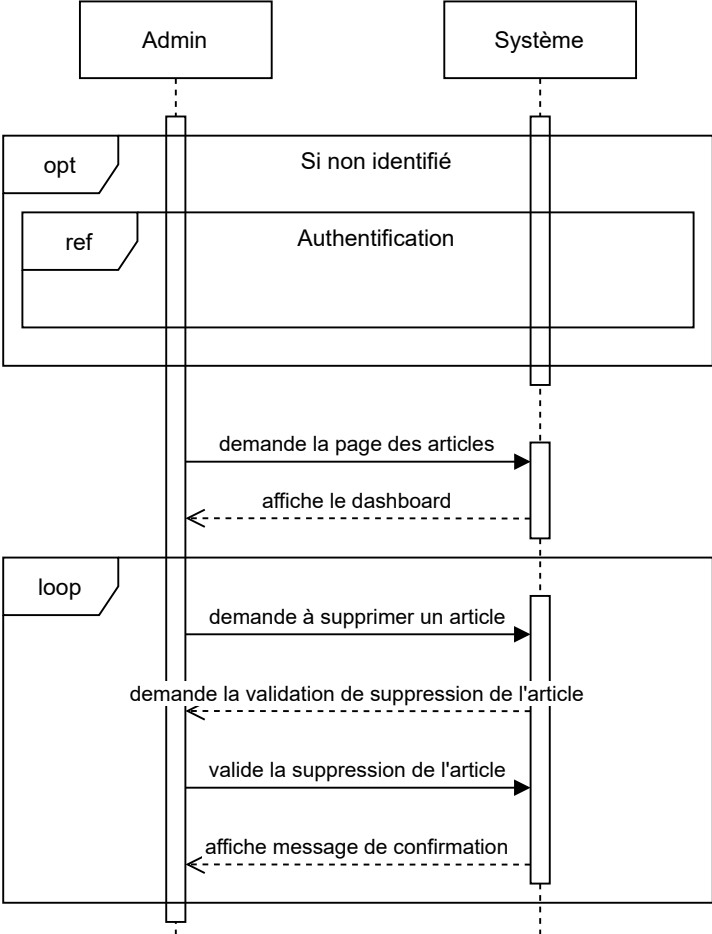 Admin
Système
opt
Si non identifié
ref
Authentification
demande la page des articles
affiche le dashboard
loop
demande à supprimer un article
demande la validation de suppression de l'article
valide la suppression de l'article
affiche message de confirmation